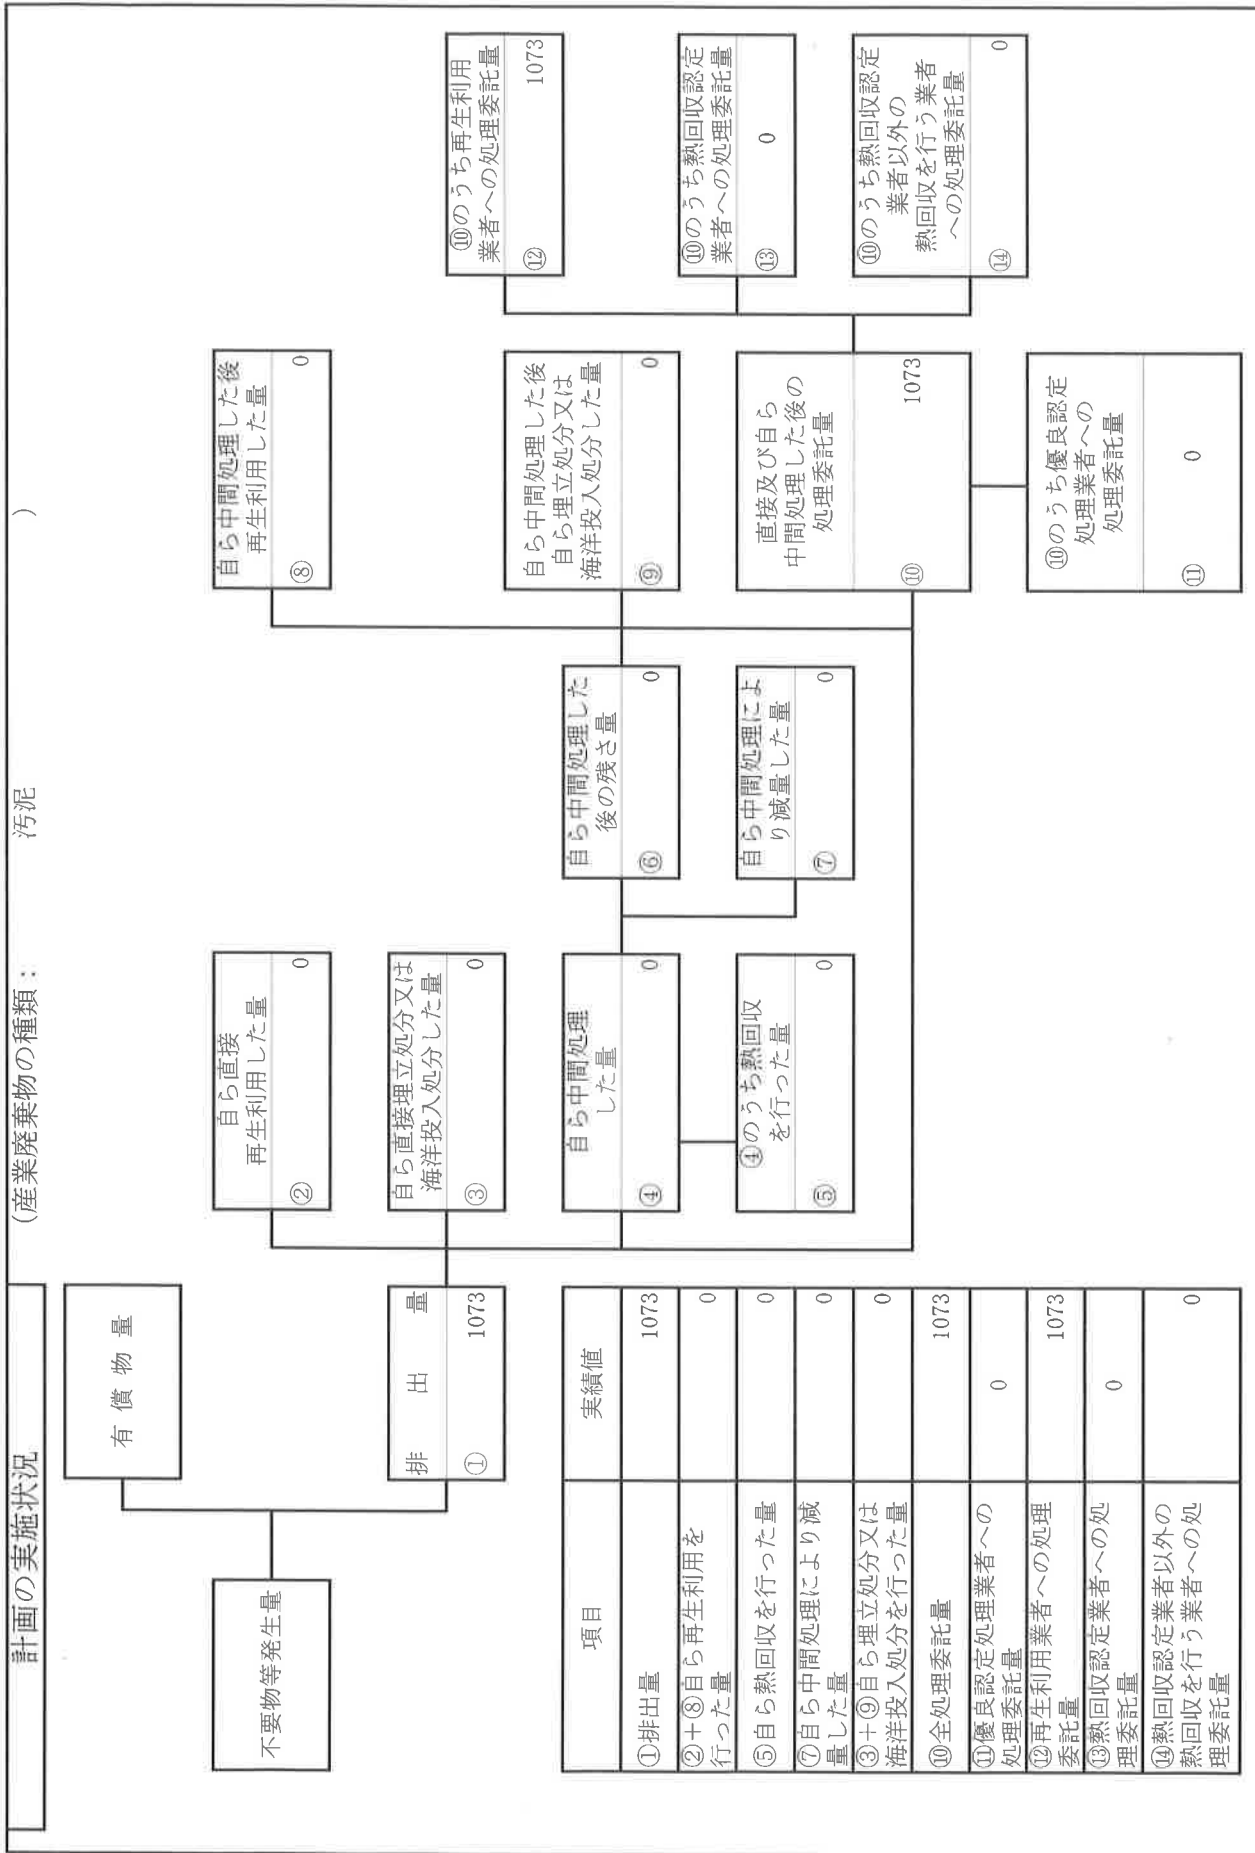 計画の実施状況
(産業廃棄物の種類：
汚泥
)
不要物等発生量
有償物量
排出量
① 1073
自ら直接
再生利用した量
② 0
自ら直接埋立処分又は
海洋投入処分した量
③ 0
自ら中間処理
した量
④ 0
④のうち熱回収
を行った量
⑤ 0
自ら中間処理した
後の残さ量
⑥ 0
自ら中間処理によ
り減量した量
⑦ 0
自ら中間処理した後
再生利用した量
⑧ 0
自ら中間処理した後
自ら埋立処分又は
海洋投入処分した量
⑨ 0
直接及び自ら
中間処理した後の
処理委託量
⑩ 1073
⑩のうち優良認定
処理業者への
処理委託量
⑪ 0
⑩のうち再生利用
業者への処理委託量
⑫ 1073
⑩のうち熱回収認定
業者への処理委託量
⑬ 0
⑩のうち熱回収認定
業者以外の
熱回収を行う業者
への処理委託量
⑭ 0
項目 実績値
①排出量 1073
②＋⑧自ら再生利用を
行った量 0
⑤自ら熱回収を行った量 0
⑦自ら中間処理により減
量した量 0
③＋⑨自ら埋立処分又は
海洋投入処分を行った量 0
⑩全処理委託量 1073
⑪優良認定処理業者への
処理委託量 0
⑫再生利用業者への処理
委託量 1073
⑬熱回収認定業者への処
理委託量 0
⑭熱回収認定業者以外の
熱回収を行う業者への処
理委託量 0